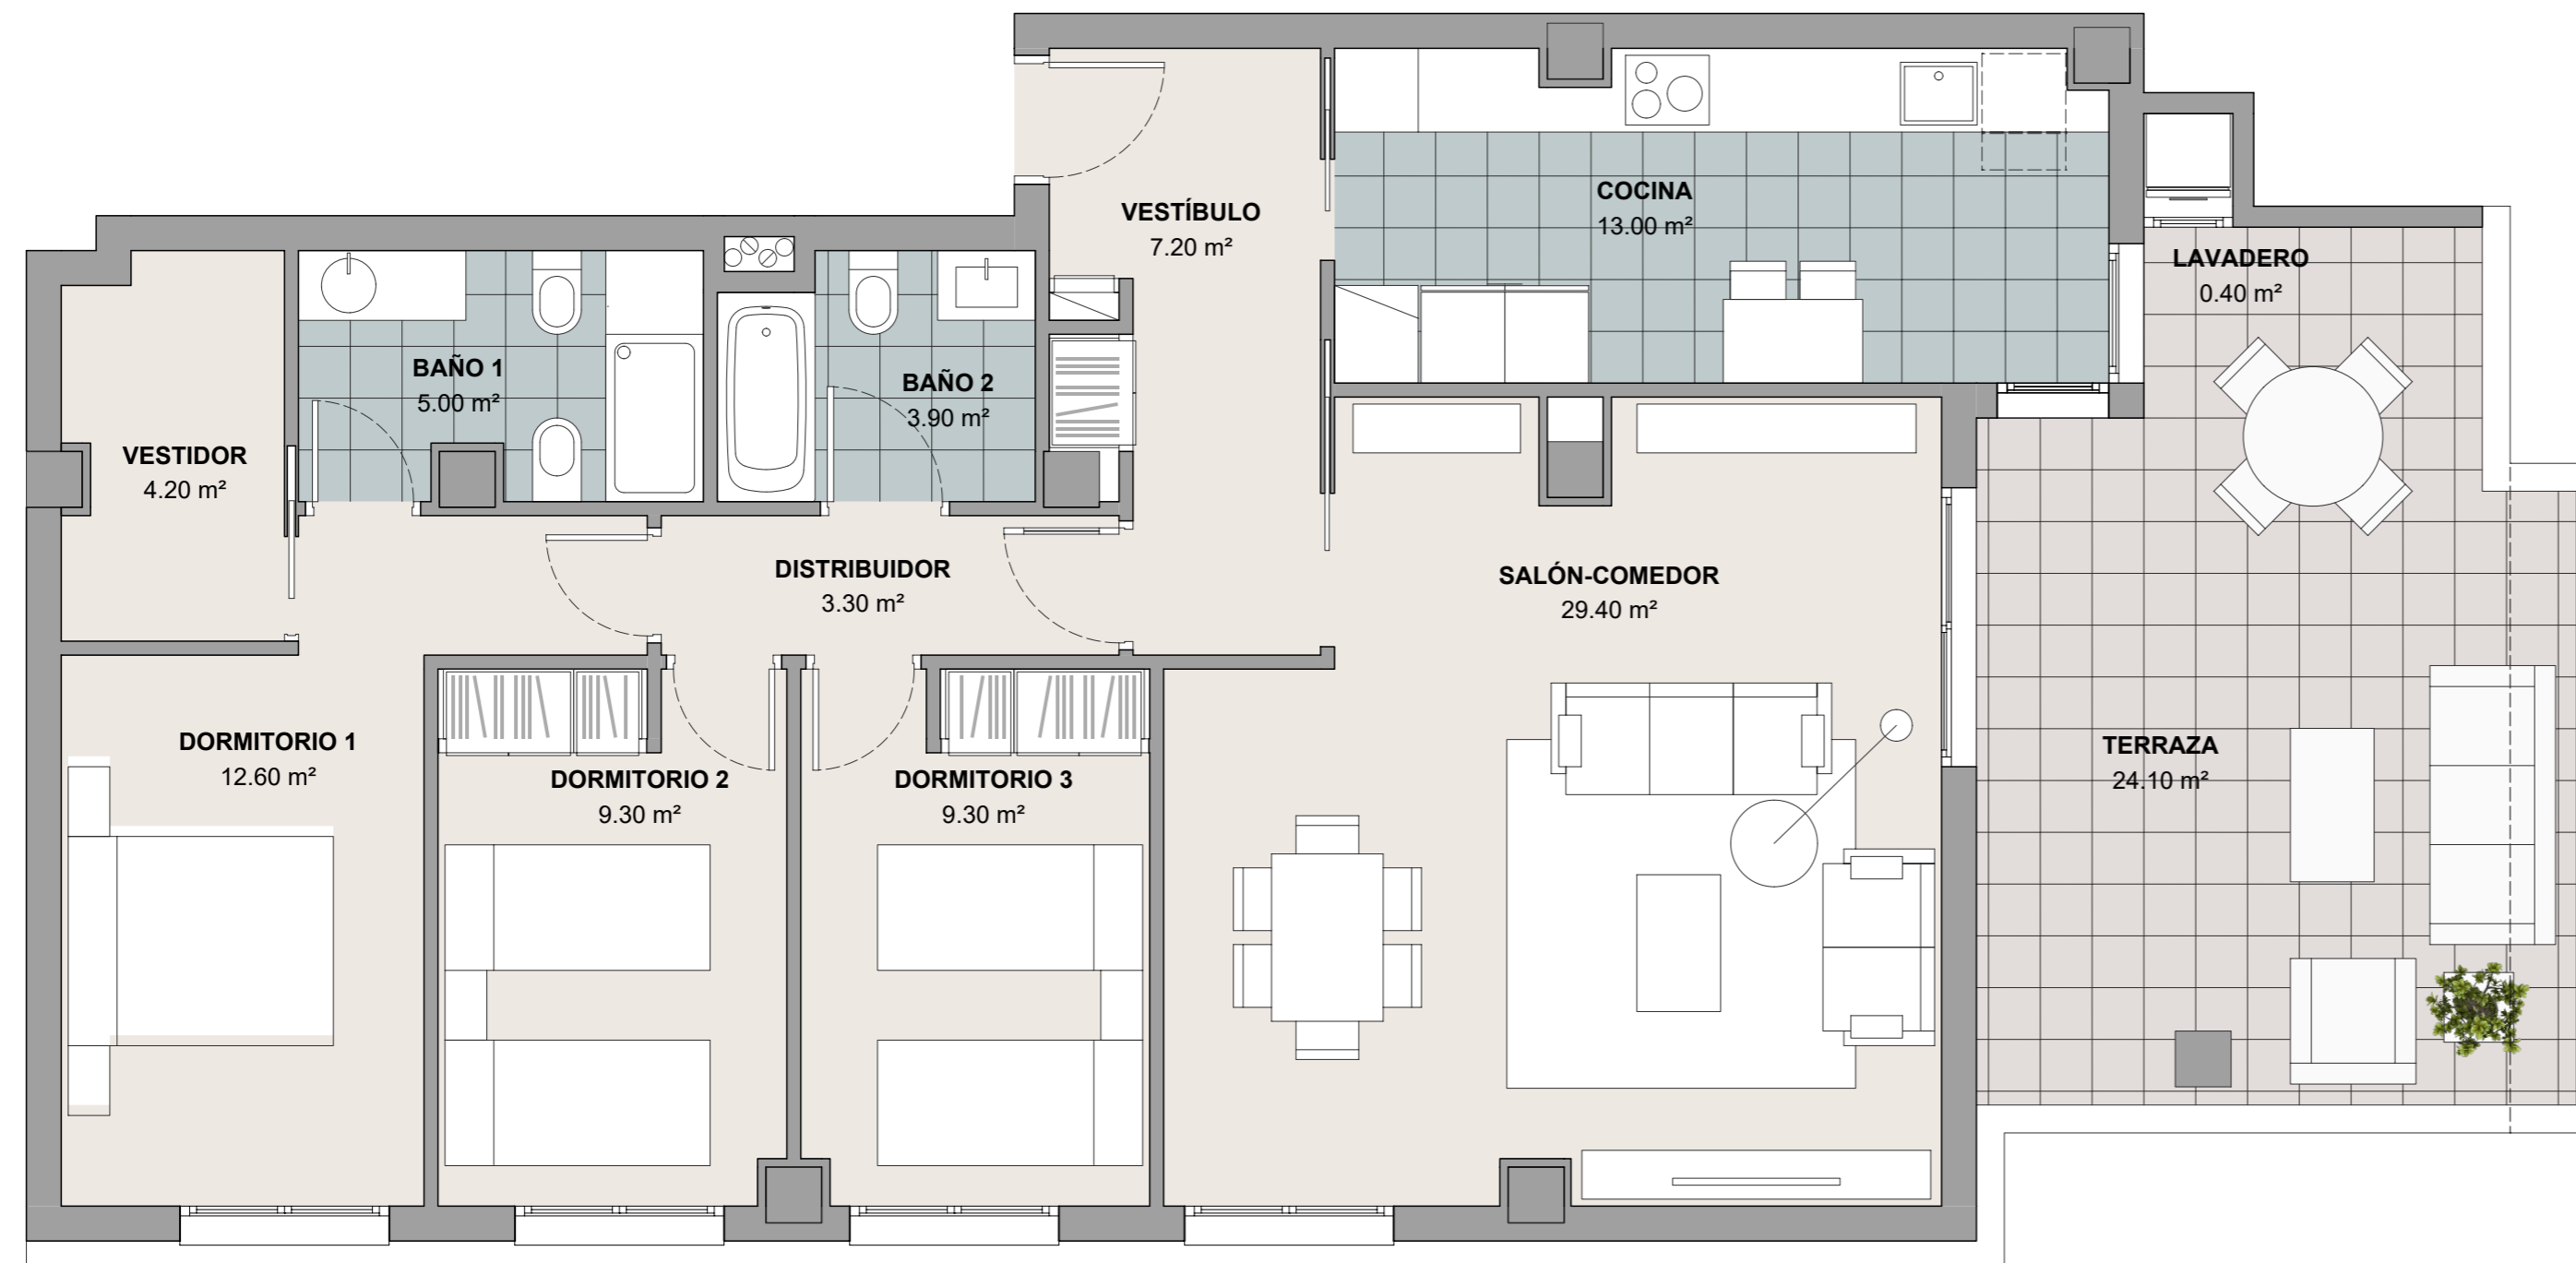 VESTÍBULO
7.20 m²
COCINA
13.00 m²
LAVADERO
0.40 m²
BAÑO 1
5.00 m²
BAÑO 2
3.90 m²
VESTIDOR
4.20 m²
DISTRIBUIDOR
3.30 m²
SALÓN-COMEDOR
29.40 m²
DORMITORIO 1
12.60 m²
DORMITORIO 2
9.30 m²
DORMITORIO 3
9.30 m²
TERRAZA
24.10 m²